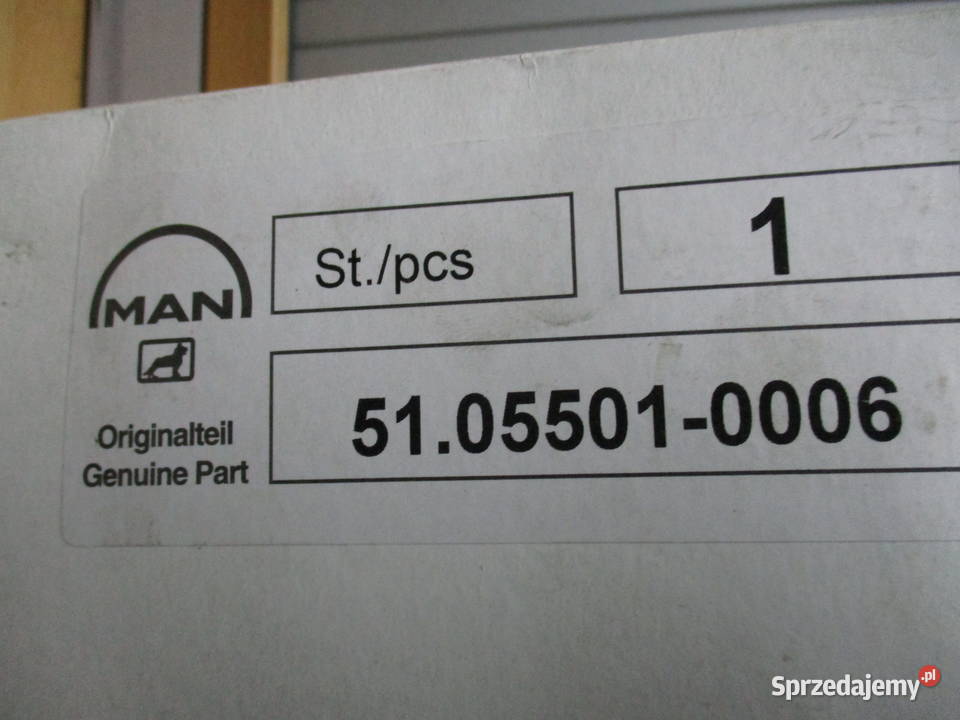 St./pcs
1
MAN
51.05501-0006
Originalteil
Genuine Part
Sprzedajemy.pl